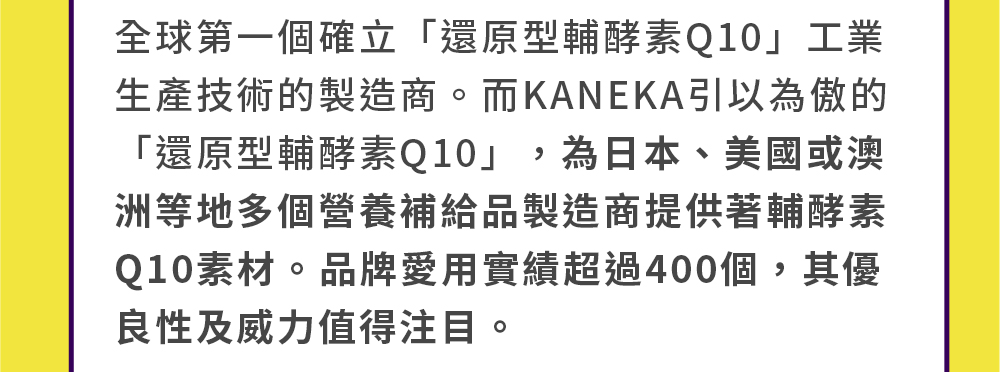 全球第一個確立「還原型輔酵素Q10」工業
生產技術的製造商。而KANEKA引以為傲的
「還原型輔酵素Q10」，為日本、美國或澳
洲等地多個營養補給品製造商提供著輔酵素
Q10素材。品牌愛用實績超過400個，其優
良性及威力值得注目。